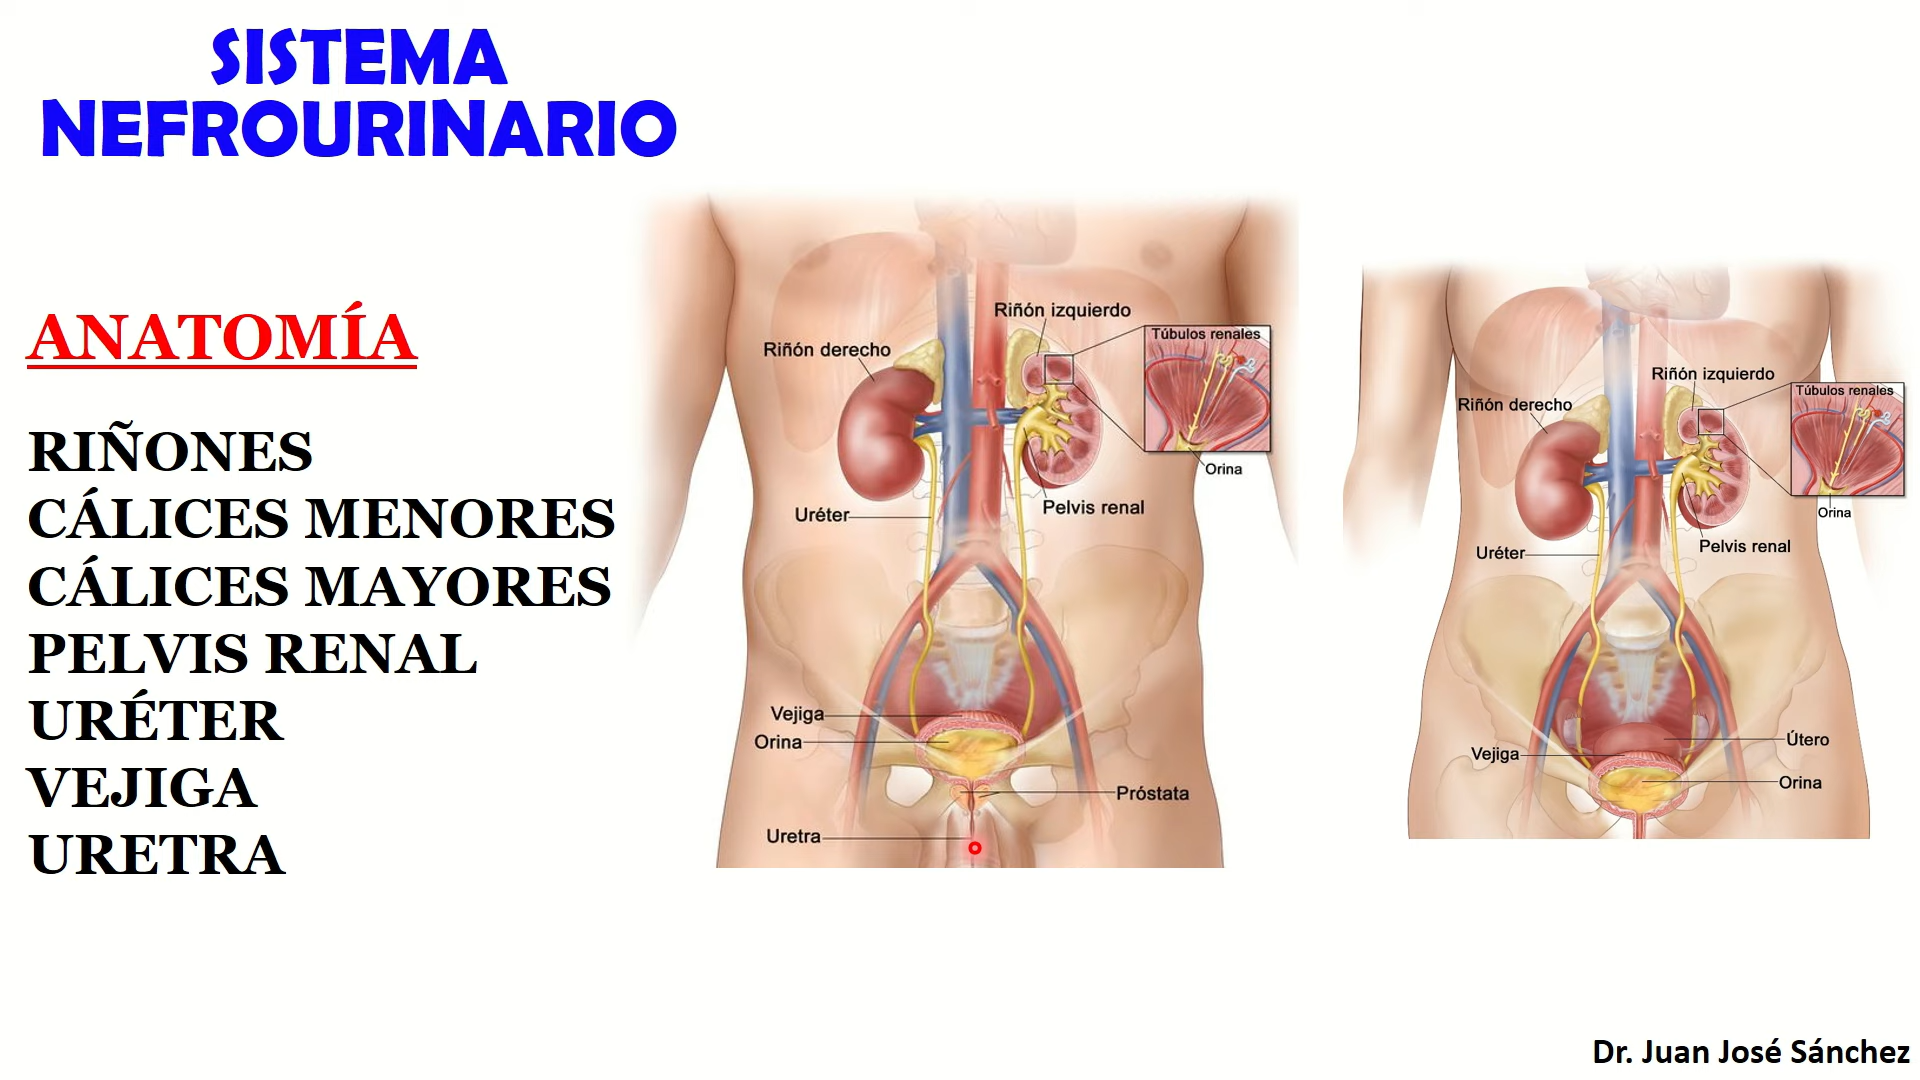 SISTEMA
NEFROURINARIO
ANATOMÍA
RIÑONES
CÁLICES MENORES
CÁLICES MAYORES
PELVIS RENAL
URÉTER
VEJIGA
URETRA
Riñón izquierdo
Túbulos renales
Riñón derecho
Orina
Pelvis renal
Uréter
Vejiga
Orina
Próstata
Uretra
Riñón izquierdo
Túbulos renales
Riñón derecho
Orina
Pelvis renal
Uréter
Útero
Vejiga
Orina
Dr. Juan José Sánchez